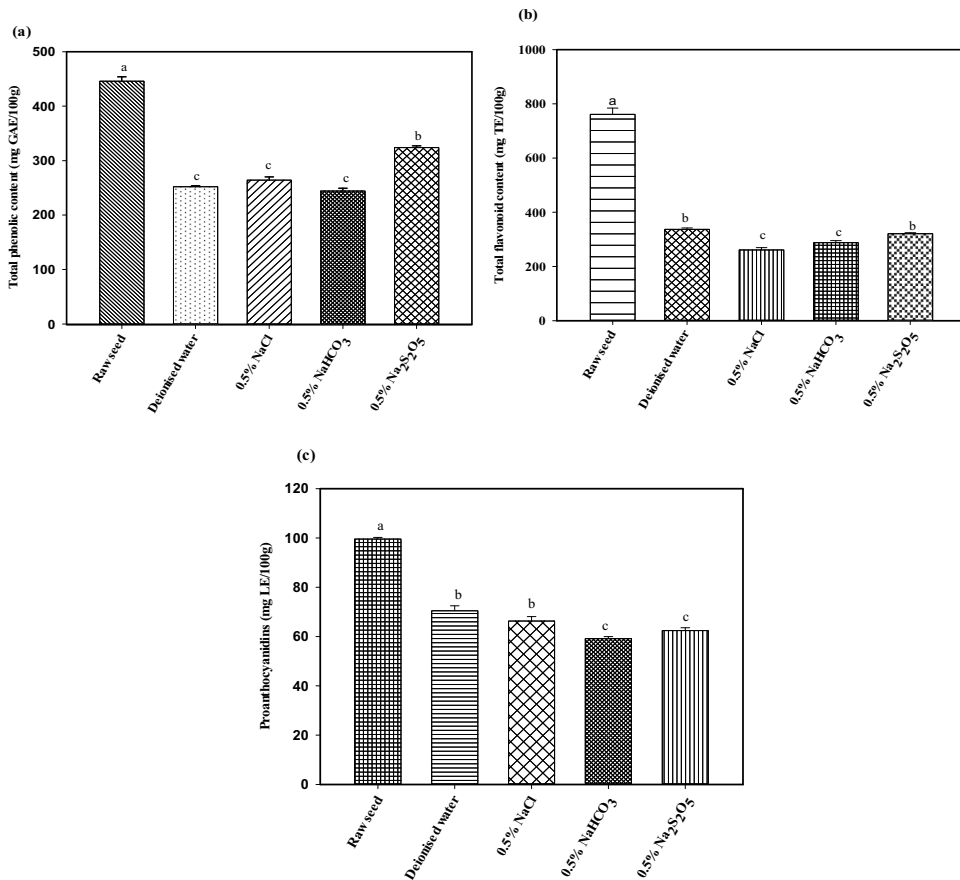 (a)
Total phenolic content (mg GAE/100g)
500
400
300
200
100
0
a
c
c
c
b
Raw seed
Deionised water
0.5% NaCl
0.5% NaHCO3
0.5% Na2S2O5
(b)
Total flavonoid content (mg TE/100g)
1000
800
600
400
200
0
a
b
c
c
b
Raw seed
Deionised water
0.5% NaCl
0.5% NaHCO3
0.5% Na2S2O5
(c)
Proanthocyanidins (mg LE/100g)
120
100
80
60
40
20
0
a
b
b
c
c
Raw seed
Deionised water
0.5% NaCl
0.5% NaHCO3
0.5% Na2S2O5